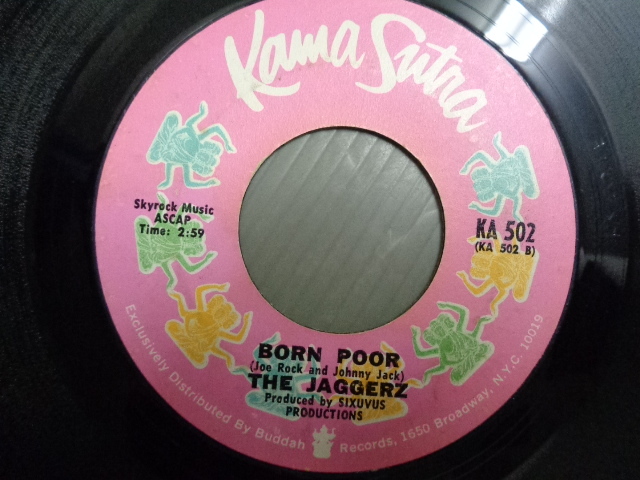 Kama Sutra
Skyrock Music
ASCAP
Time: 2:59
KA 502
(KA 502 B)
BORN POOR
(Joe Rock and Johnny Jack)
THE JAGGERZ
Produced by SIXUVUS
PRODUCTIONS
Exclusively Distributed By Buddah Records, 1650 Broadway, N.Y.C. 10019